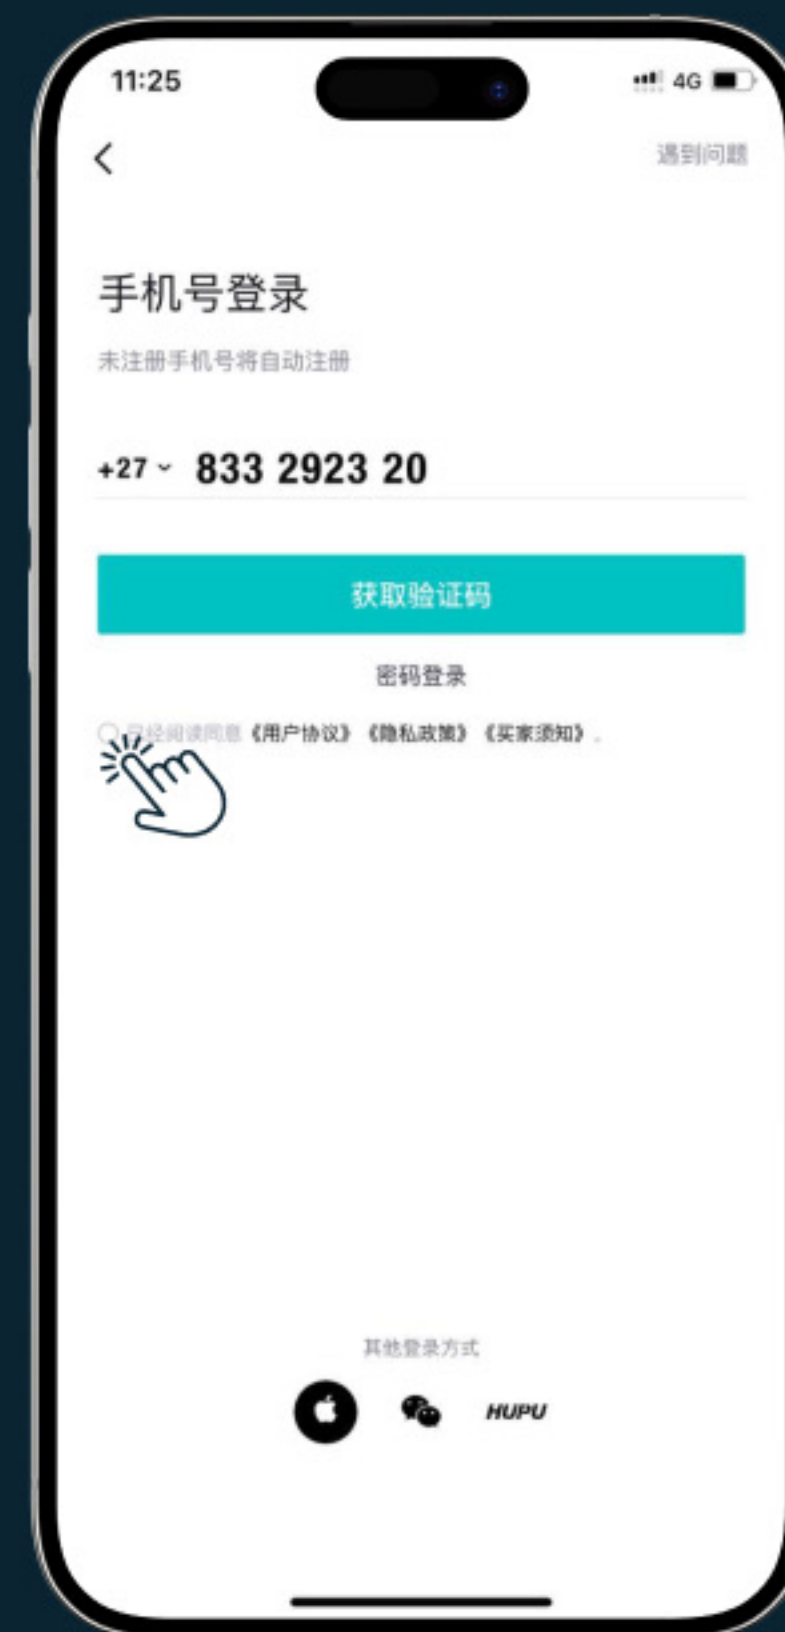 11:25 4G
遇到问题
手机号登录
未注册手机号将自动注册
+27 833 2923 20
获取验证码
密码登录
已经阅读同意《用户协议》《隐私政策》《买家须知》.
其他登录方式
HUPU